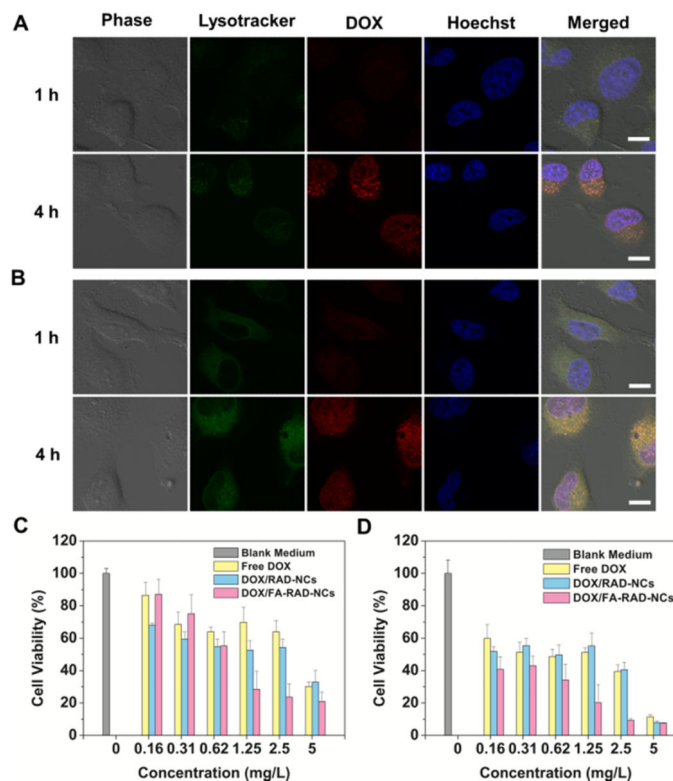 A
Phase Lysotracker DOX Hoechst Merged
1 h
4 h
B
1 h
4 h
C
120
100
80
60
40
20
0
Cell Viability (%)
Blank Medium
Free DOX
DOX/RAD-NCs
DOX/FA-RAD-NCs
0 0.16 0.31 0.62 1.25 2.5 5
Concentration (mg/L)
D
120
100
80
60
40
20
0
Cell Viability (%)
Blank Medium
Free DOX
DOX/RAD-NCs
DOX/FA-RAD-NCs
0 0.16 0.31 0.62 1.25 2.5 5
Concentration (mg/L)